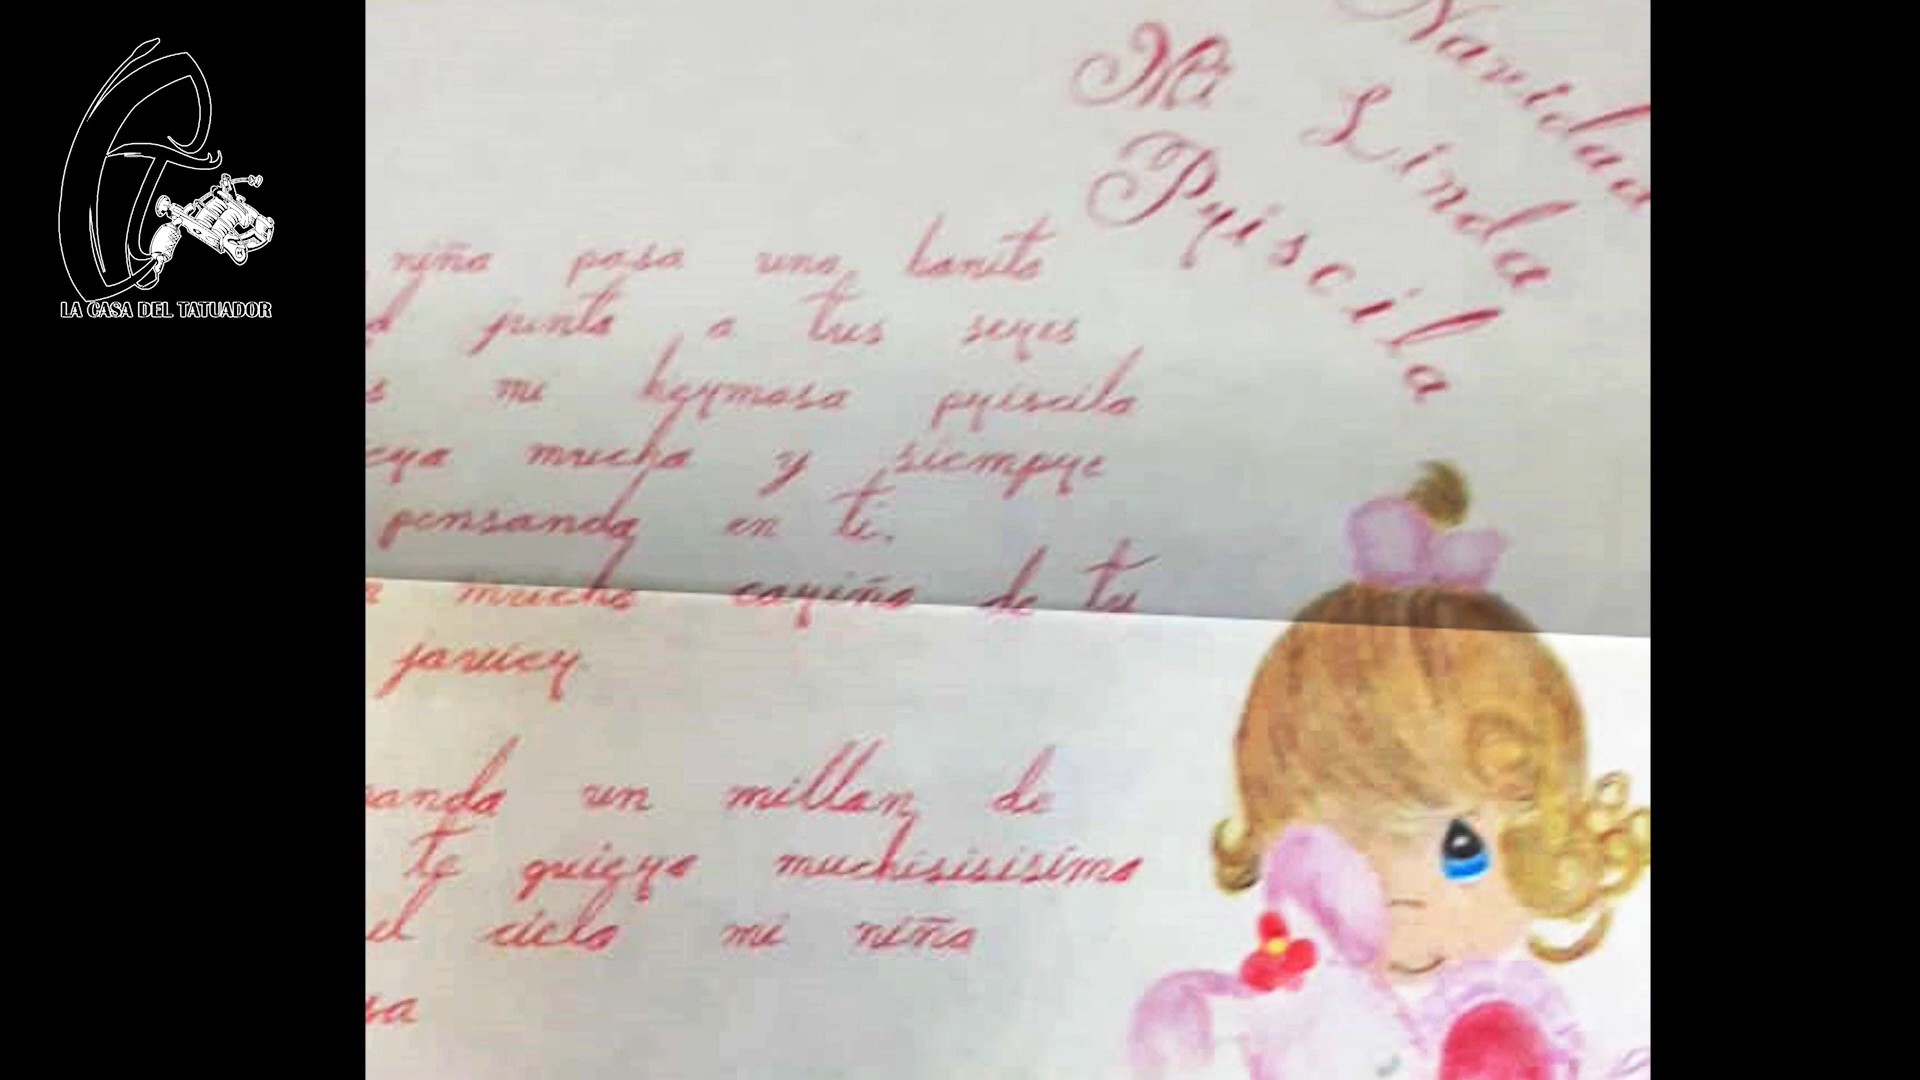 LA CASA DEL TATUADOR
Navidad
Mi Linda
Priscila
niña pasa una bonita
d junto a tus seres
s mi hermosa priscila
mucho y siempre
pensando en ti.
mucho cariño de tu
javier
ando un millon de
te quiero muchisisisimo
el cielo mi niña
sa